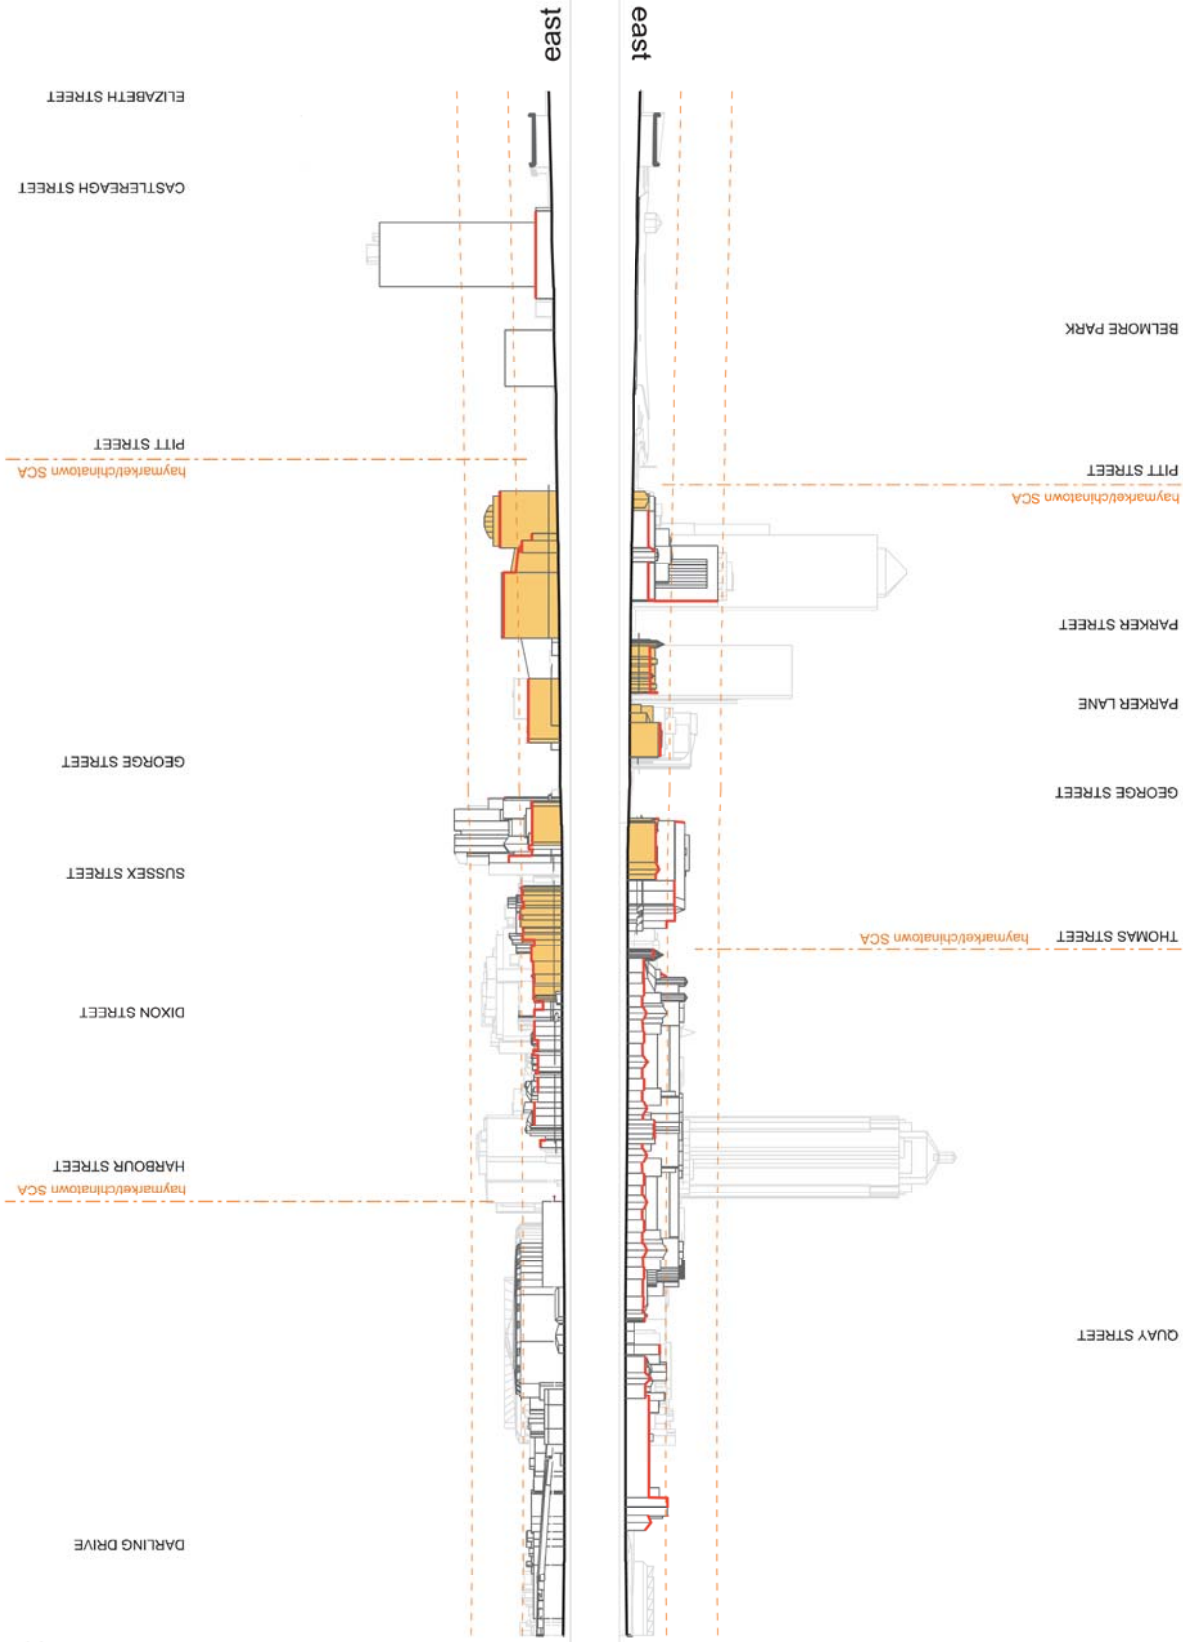 east
ELIZABETH STREET
CASTLEREAGH STREET
PITT STREET
haymarket/chinatown SCA
GEORGE STREET
SUSSEX STREET
DIXON STREET
HARBOUR STREET
haymarket/chinatown SCA
DARLING DRIVE
east
BELMORE PARK
PITT STREET
haymarket/chinatown SCA
PARKER STREET
PARKER LANE
GEORGE STREET
THOMAS STREET
haymarket/chinatown SCA
QUAY STREET